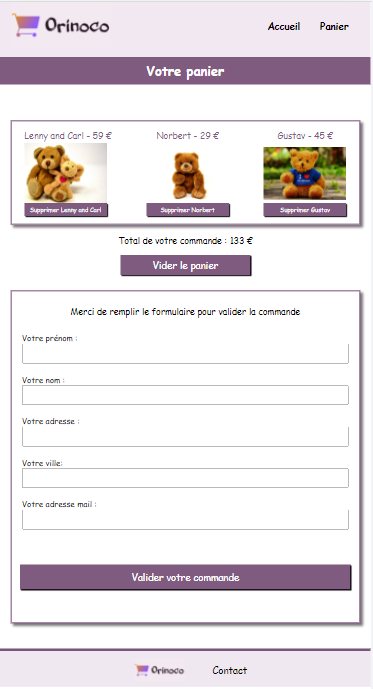 Orinoco Accueil Panier
Votre panier
Lenny and Carl - 59 € Norbert - 29 € Gustav - 45 €
Supprimer Lenny and Carl Supprimer Norbert Supprimer Gustav
Total de votre commande : 133 €
Vider le panier
Merci de remplir le formulaire pour valider la commande
Votre prénom :
Votre nom :
Votre adresse :
Votre ville:
Votre adresse mail :
Valider votre commande
Orinoco Contact